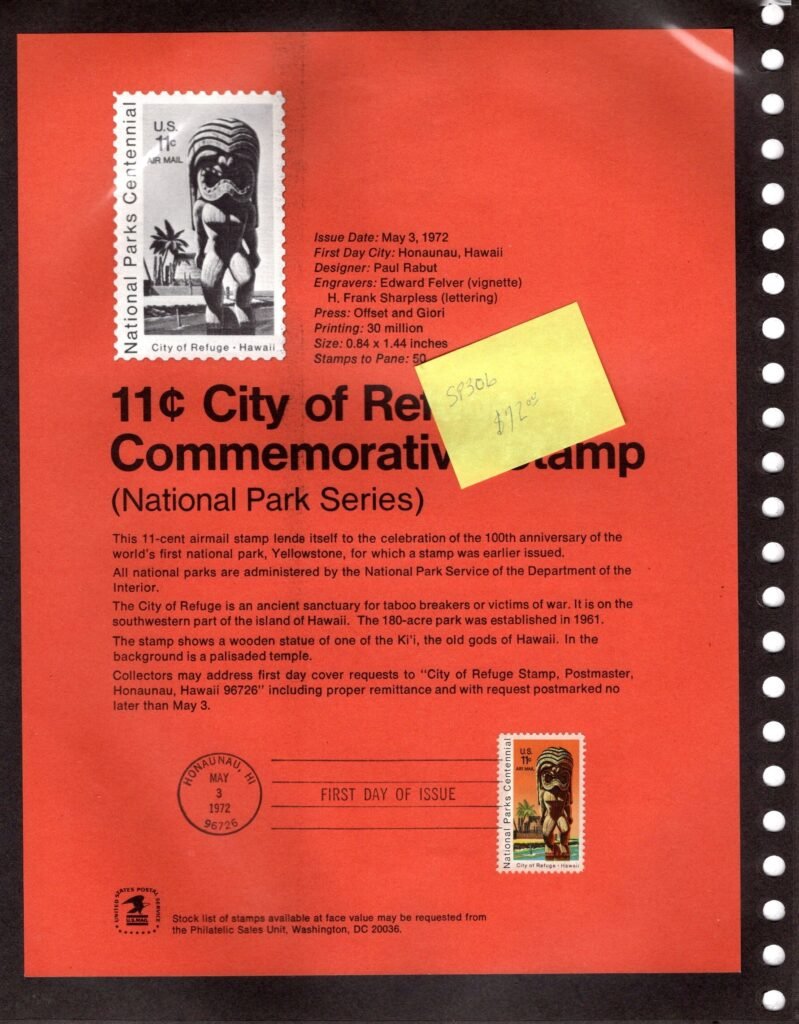 National Parks Centennial
U.S.
11c
AIR MAIL
City of Refuge · Hawaii
Issue Date: May 3, 1972
First Day City: Honaunau, Hawaii
Designer: Paul Rabut
Engravers: Edward Felver (vignette)
H. Frank Sharpless (lettering)
Press: Offset and Giori
Printing: 30 million
Size: 0.84 x 1.44 inches
Stamps to Pane: 50
SP306
$72.00
11¢ City of Ref
Commemorativ Stamp
(National Park Series)
This 11-cent airmail stamp lends itself to the celebration of the 100th anniversary of the
world's first national park, Yellowstone, for which a stamp was earlier issued.
All national parks are administered by the National Park Service of the Department of the
Interior.
The City of Refuge is an ancient sanctuary for taboo breakers or victims of war. It is on the
southwestern part of the island of Hawaii. The 180-acre park was established in 1961.
The stamp shows a wooden statue of one of the Ki'i, the old gods of Hawaii. In the
background is a palisaded temple.
Collectors may address first day cover requests to "City of Refuge Stamp, Postmaster,
Honaunau, Hawaii 96726" including proper remittance and with request postmarked no
later than May 3.
HONAUNAU, HI
MAY
3
1972
96726
FIRST DAY OF ISSUE
National Parks Centennial
U.S.
11c
AIR MAIL
City of Refuge · Hawaii
UNITED STATES POSTAL SERVICE
U.S.MAIL
Stock list of stamps available at face value may be requested from
the Philatelic Sales Unit, Washington, DC 20036.